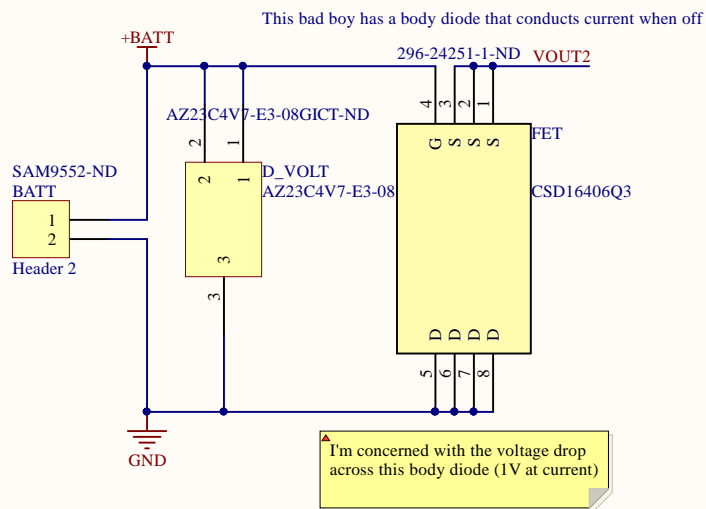 This bad boy has a body diode that conducts current when off
+BATT
296-24251-1-ND
VOUT2
4
3
2
1
AZ23C4V7-E3-08GICT-ND
G
S
S
S
FET
2
1
SAM9552-ND
BATT
D_VOLT
2
1
AZ23C4V7-E3-08
CSD16406Q3
1
2
Header 2
3
3
D
D
D
D
5
6
7
8
GND
I'm concerned with the voltage drop
across this body diode (1V at current)